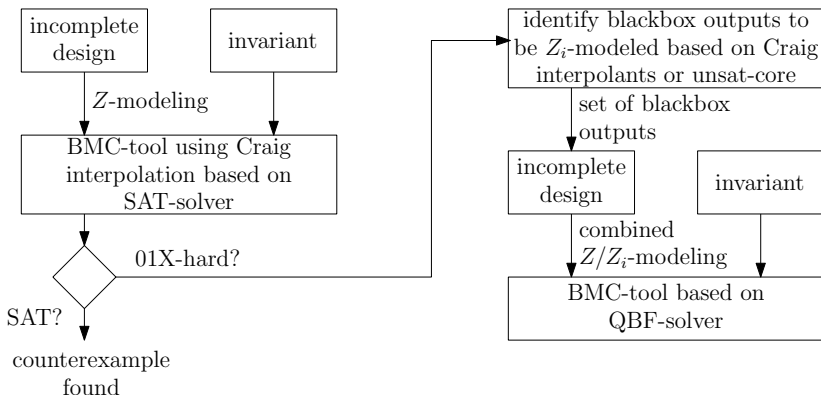 incomplete
design
invariant
Z-modeling
BMC-tool using Craig
interpolation based on
SAT-solver
01X-hard?
SAT?
counterexample
found
identify blackbox outputs to
be Z_i-modeled based on Craig
interpolants or unsat-core
set of blackbox
outputs
incomplete
design
invariant
combined
Z/Z_i-modeling
BMC-tool based on
QBF-solver